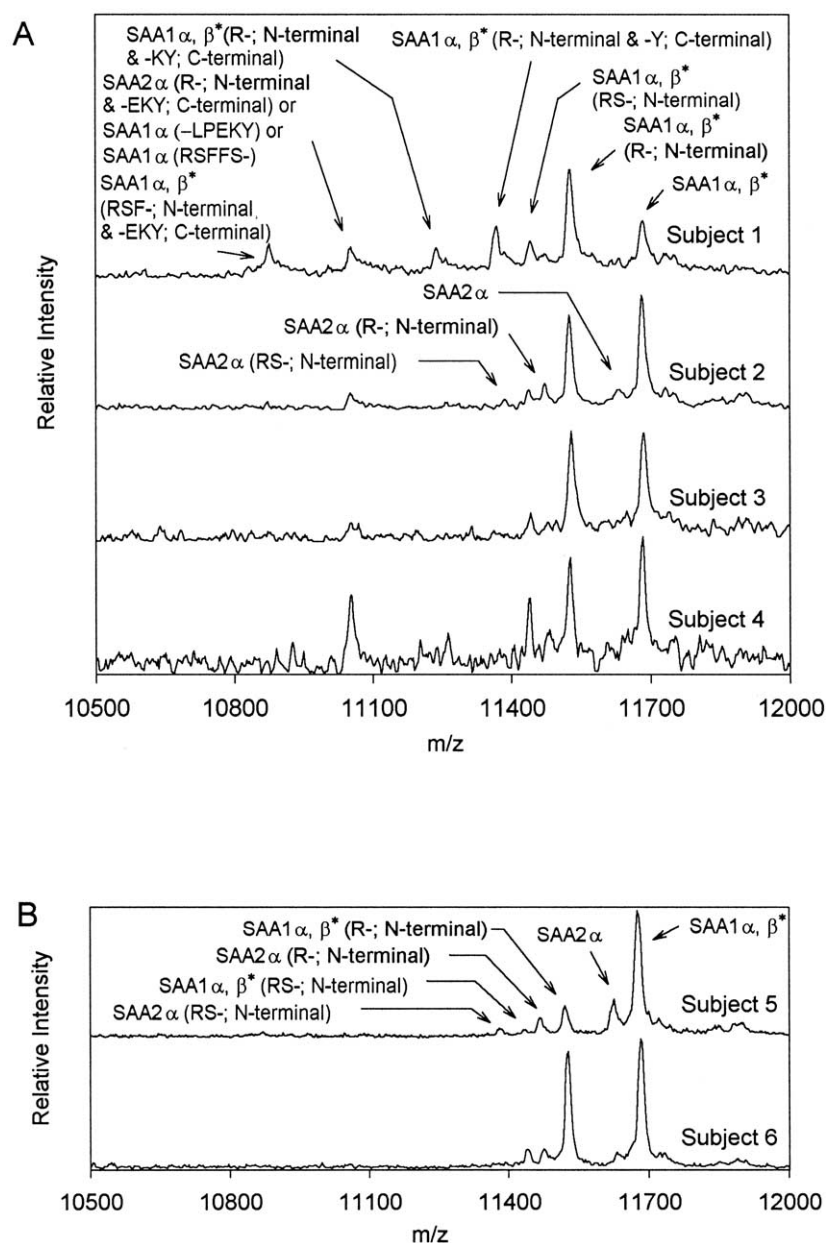 A
SAA1α, β* (R-; N-terminal
& -KY; C-terminal)
SAA2α (R-; N-terminal
& -EKY; C-terminal) or
SAA1α (–LPEKY) or
SAA1α (RSFFS-)
SAA1α, β*
(RSF-; N-terminal
& -EKY; C-terminal)
SAA1α, β* (R-; N-terminal & -Y; C-terminal)
SAA1α, β*
(RS-; N-terminal)
SAA1α, β*
(R-; N-terminal)
SAA1α, β*
Subject 1
SAA2α
SAA2α (R-; N-terminal)
SAA2α (RS-; N-terminal)
Subject 2
Subject 3
Subject 4
Relative Intensity
10500 10800 11100 11400 11700 12000
m/z
B
SAA1α, β* (R-; N-terminal)
SAA2α (R-; N-terminal)
SAA1α, β* (RS-; N-terminal)
SAA2α (RS-; N-terminal)
SAA2α
SAA1α, β*
Subject 5
Subject 6
Relative Intensity
10500 10800 11100 11400 11700 12000
m/z